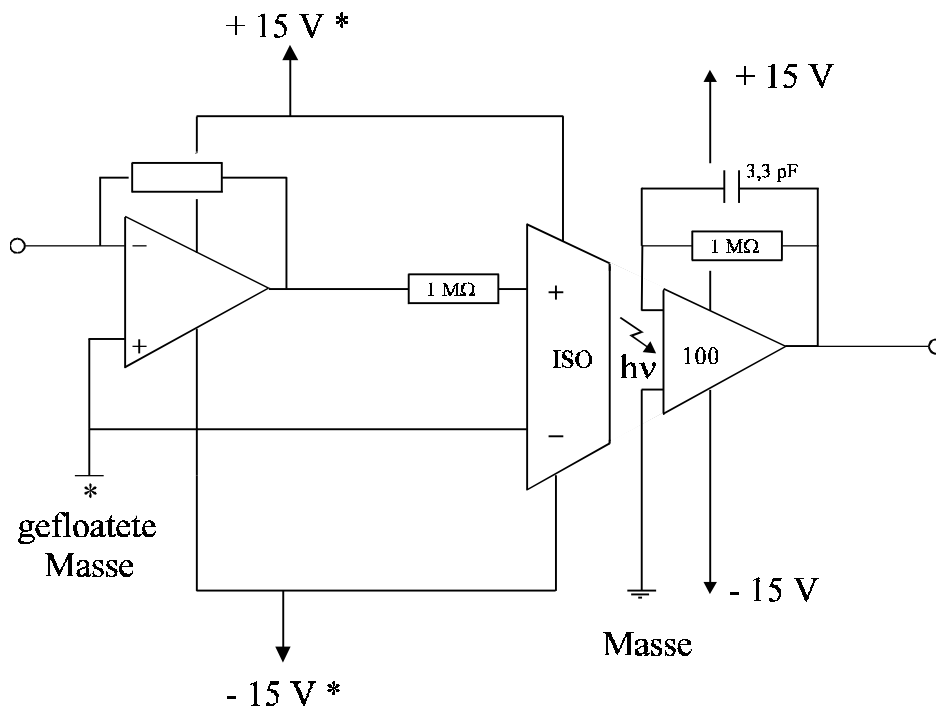 + 15 V *
+ 15 V
3,3 pF
1 MΩ
−
+
1 MΩ
+
ISO
−
hν
100
*
gefloatete
Masse
- 15 V
Masse
- 15 V *